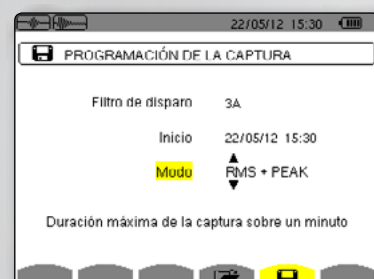 22/05/12 15:30
PROGRAMACIÓN DE LA CAPTURA
Filtro de disparo 3A
Inicio 22/05/12 15:30
Modo RMS + PEAK
Duración máxima de la captura sobre un minuto